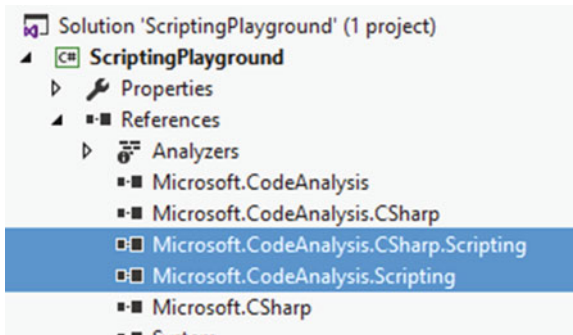 Solution 'ScriptingPlayground' (1 project)
C# ScriptingPlayground
Properties
References
Analyzers
Microsoft.CodeAnalysis
Microsoft.CodeAnalysis.CSharp
Microsoft.CodeAnalysis.CSharp.Scripting
Microsoft.CodeAnalysis.Scripting
Microsoft.CSharp